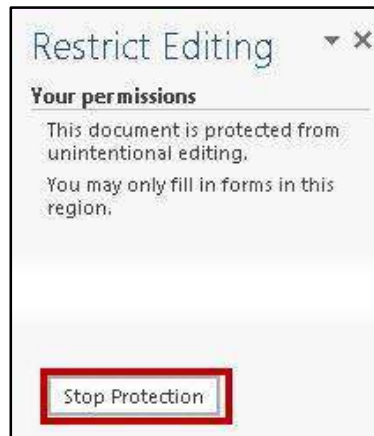 Restrict Editing
Your permissions
This document is protected from
unintentional editing.
You may only fill in forms in this
region.
Stop Protection